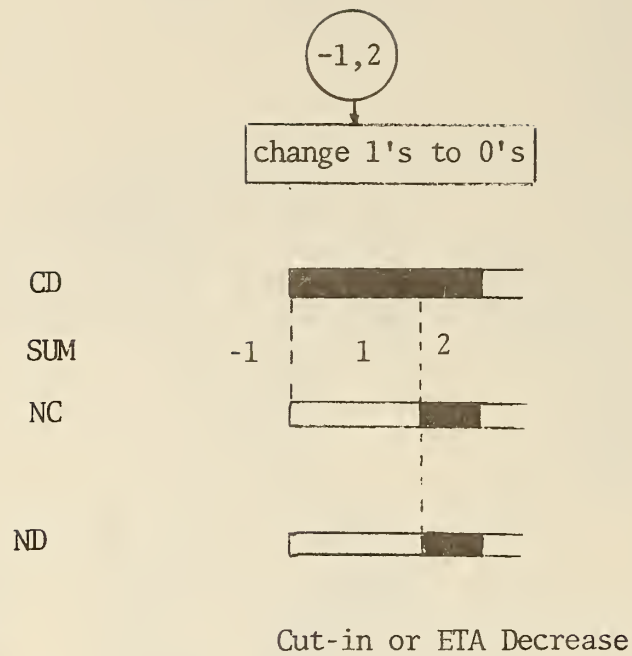 -1,2
change 1's to 0's
CD
SUM -1 1 2
NC
ND
Cut-in or ETA Decrease